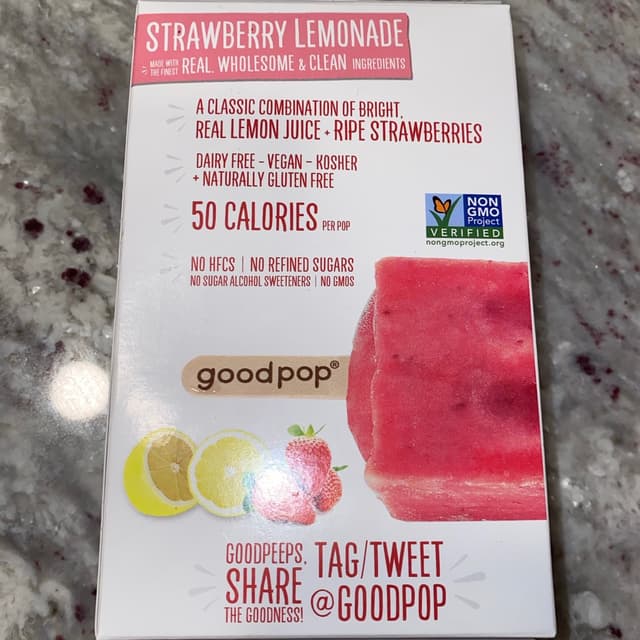 STRAWBERRY LEMONADE
MADE WITH THE FINEST REAL, WHOLESOME & CLEAN INGREDIENTS
A CLASSIC COMBINATION OF BRIGHT,
REAL LEMON JUICE + RIPE STRAWBERRIES
DAIRY FREE - VEGAN - KOSHER
+ NATURALLY GLUTEN FREE
50 CALORIES PER POP
NON
GMO
Project
VERIFIED
nongmoproject.org
NO HFCS | NO REFINED SUGARS
NO SUGAR ALCOHOL SWEETENERS | NO GMOS
goodpop®
GOODPEEPS,
SHARE
THE GOODNESS!
TAG/TWEET
@GOODPOP